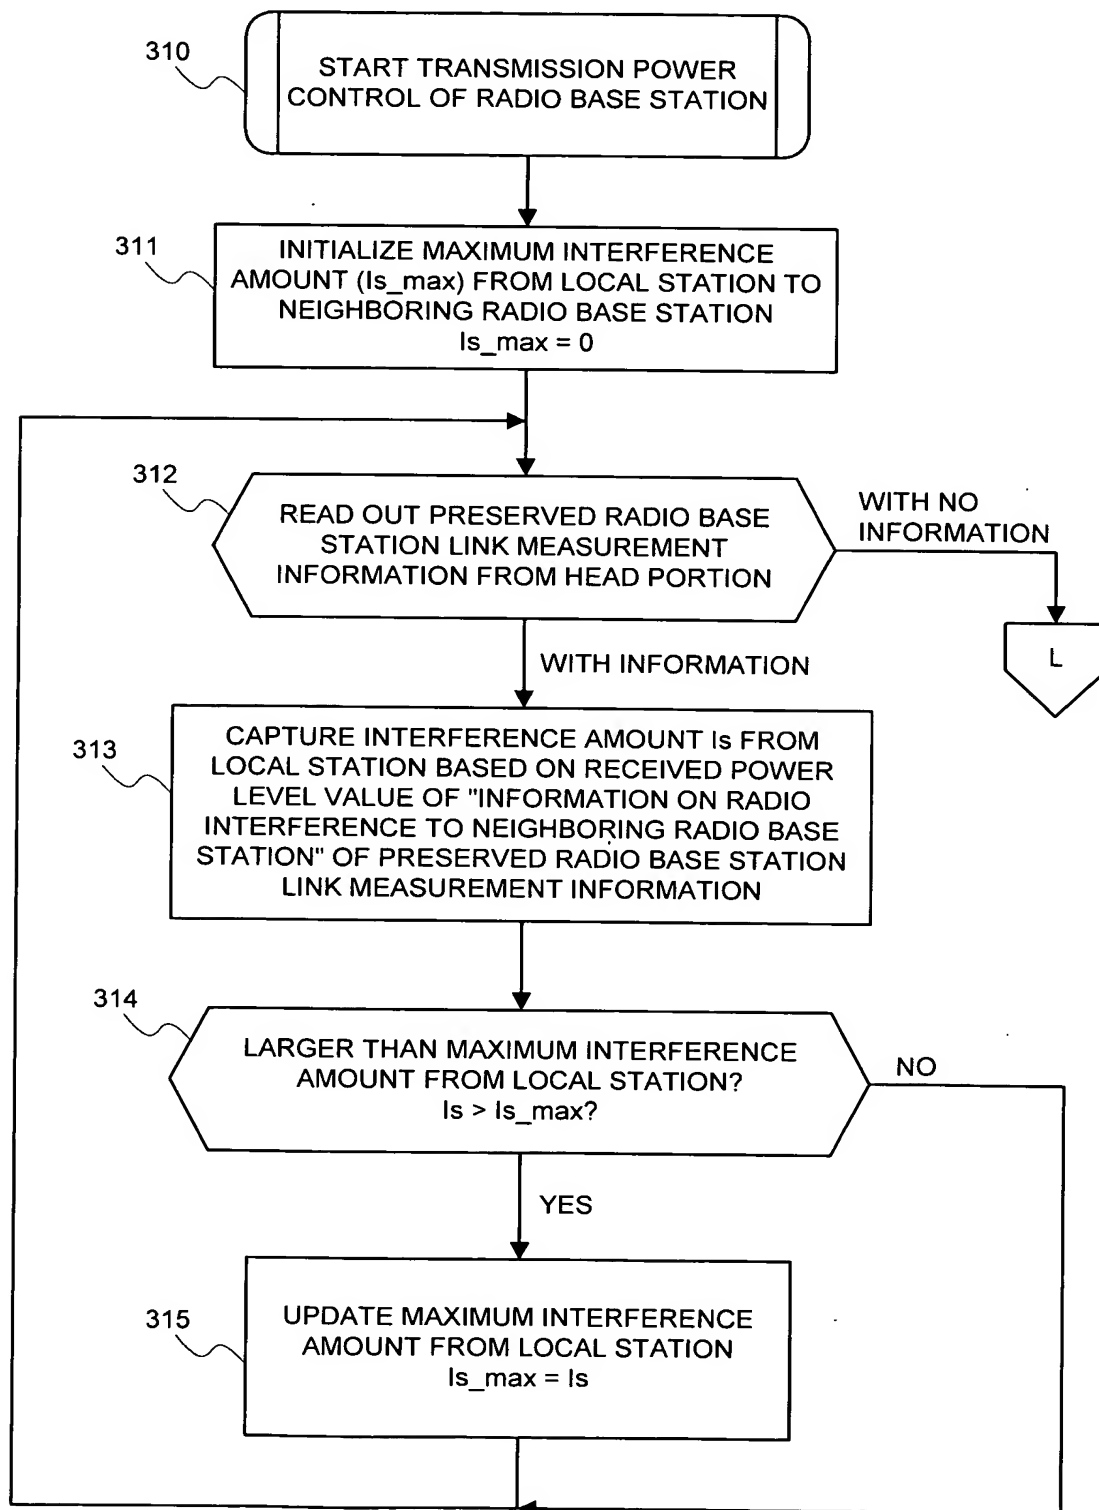 310
START TRANSMISSION POWER
CONTROL OF RADIO BASE STATION
311
INITIALIZE MAXIMUM INTERFERENCE
AMOUNT (Is_max) FROM LOCAL STATION TO
NEIGHBORING RADIO BASE STATION
Is_max = 0
312
READ OUT PRESERVED RADIO BASE
STATION LINK MEASUREMENT
INFORMATION FROM HEAD PORTION
WITH NO
INFORMATION
L
WITH INFORMATION
313
CAPTURE INTERFERENCE AMOUNT Is FROM
LOCAL STATION BASED ON RECEIVED POWER
LEVEL VALUE OF "INFORMATION ON RADIO
INTERFERENCE TO NEIGHBORING RADIO BASE
STATION" OF PRESERVED RADIO BASE STATION
LINK MEASUREMENT INFORMATION
314
LARGER THAN MAXIMUM INTERFERENCE
AMOUNT FROM LOCAL STATION?
Is > Is_max?
NO
YES
315
UPDATE MAXIMUM INTERFERENCE
AMOUNT FROM LOCAL STATION
Is_max = Is